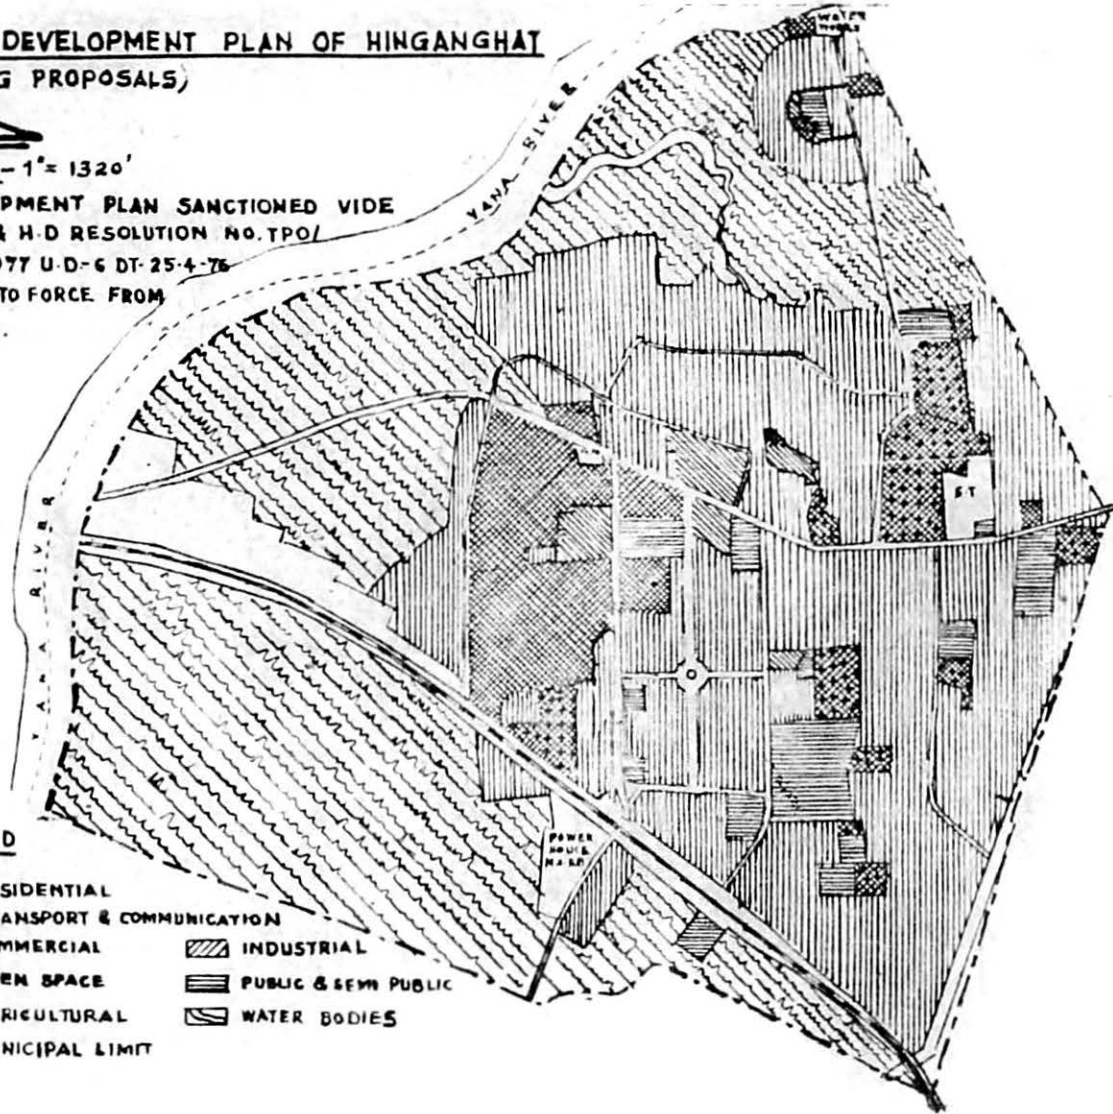 DEVELOPMENT PLAN OF HINGANGHAT
G PROPOSALS)
- 1"= 1320'
PMENT PLAN SANCTIONED VIDE
& H.D RESOLUTION NO. TPO/
977 U.D-6 DT- 25-4-76
TO FORCE FROM
WATER
WORKS
YANA RIVER
S.T
YANA RIVER
POWER
HOUSE
D
SIDENTIAL
ANSPORT & COMMUNICATION
MMERCIAL
INDUSTRIAL
EN SPACE
PUBLIC & SEMI PUBLIC
RICULTURAL
WATER BODIES
NICIPAL LIMIT